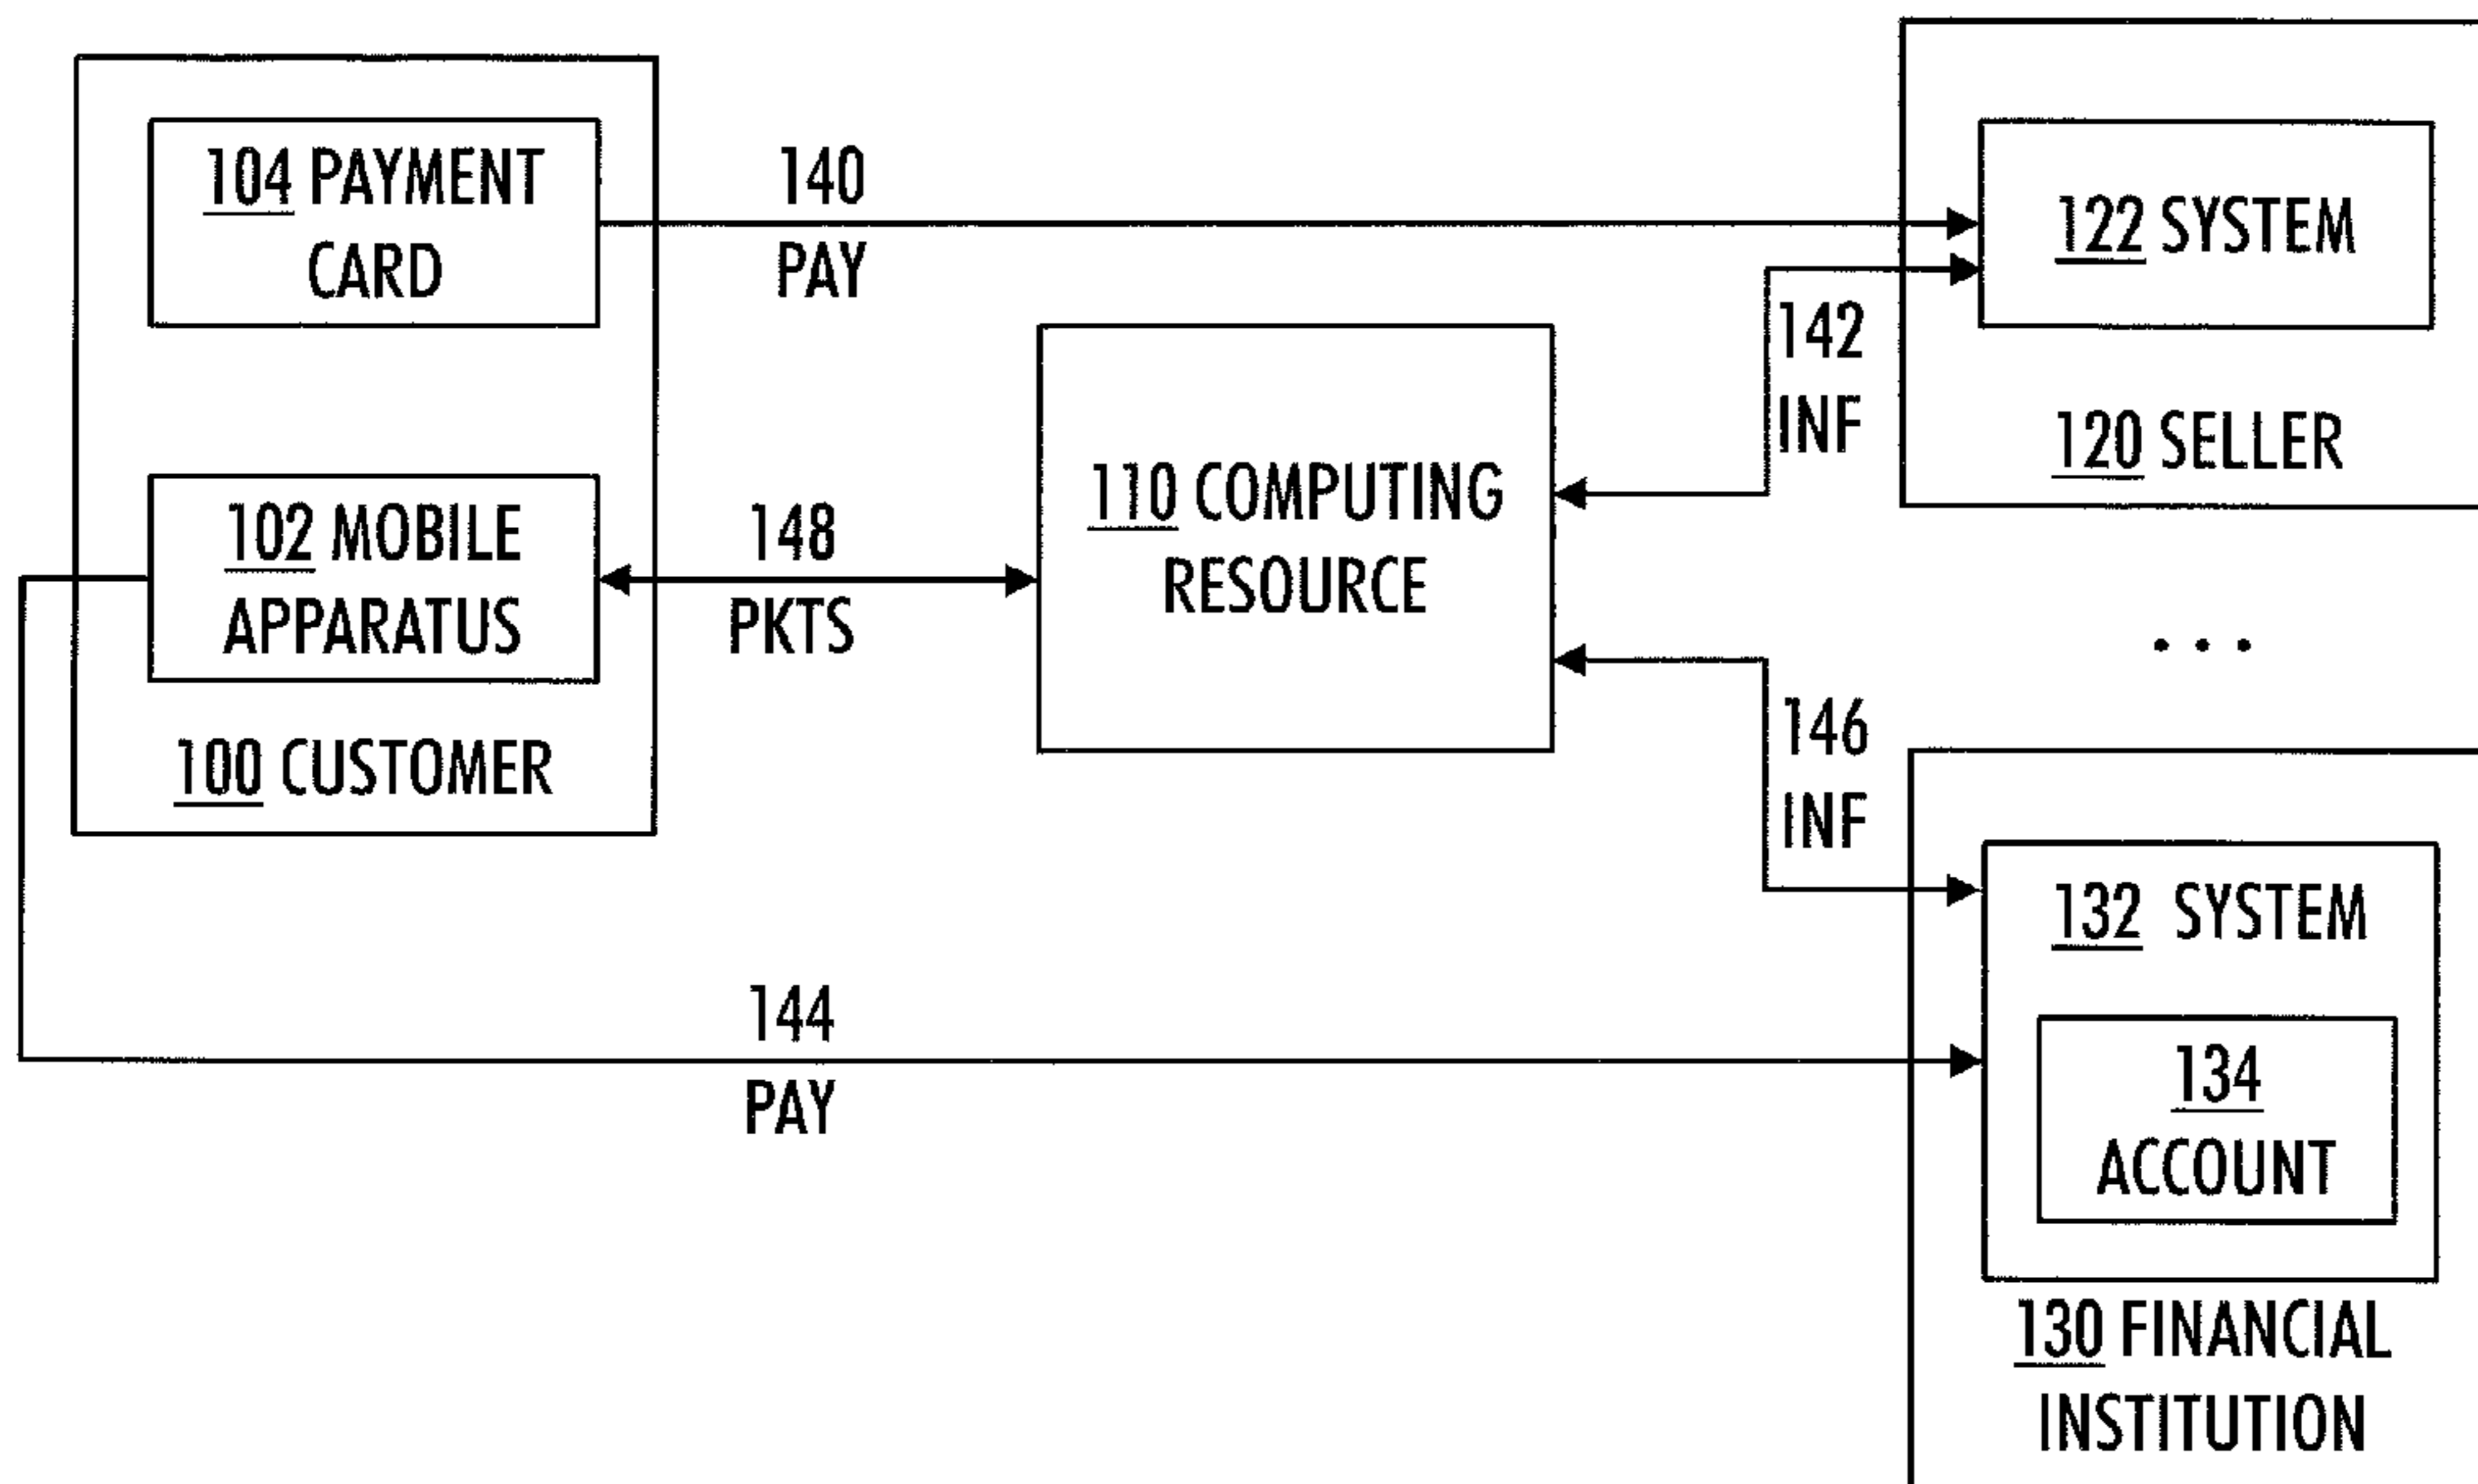 104 PAYMENT
CARD
140
PAY
122 SYSTEM
142
INF
120 SELLER
102 MOBILE
APPARATUS
100 CUSTOMER
148
PKTS
110 COMPUTING
RESOURCE
. . .
146
INF
132 SYSTEM
134
ACCOUNT
130 FINANCIAL
INSTITUTION
144
PAY